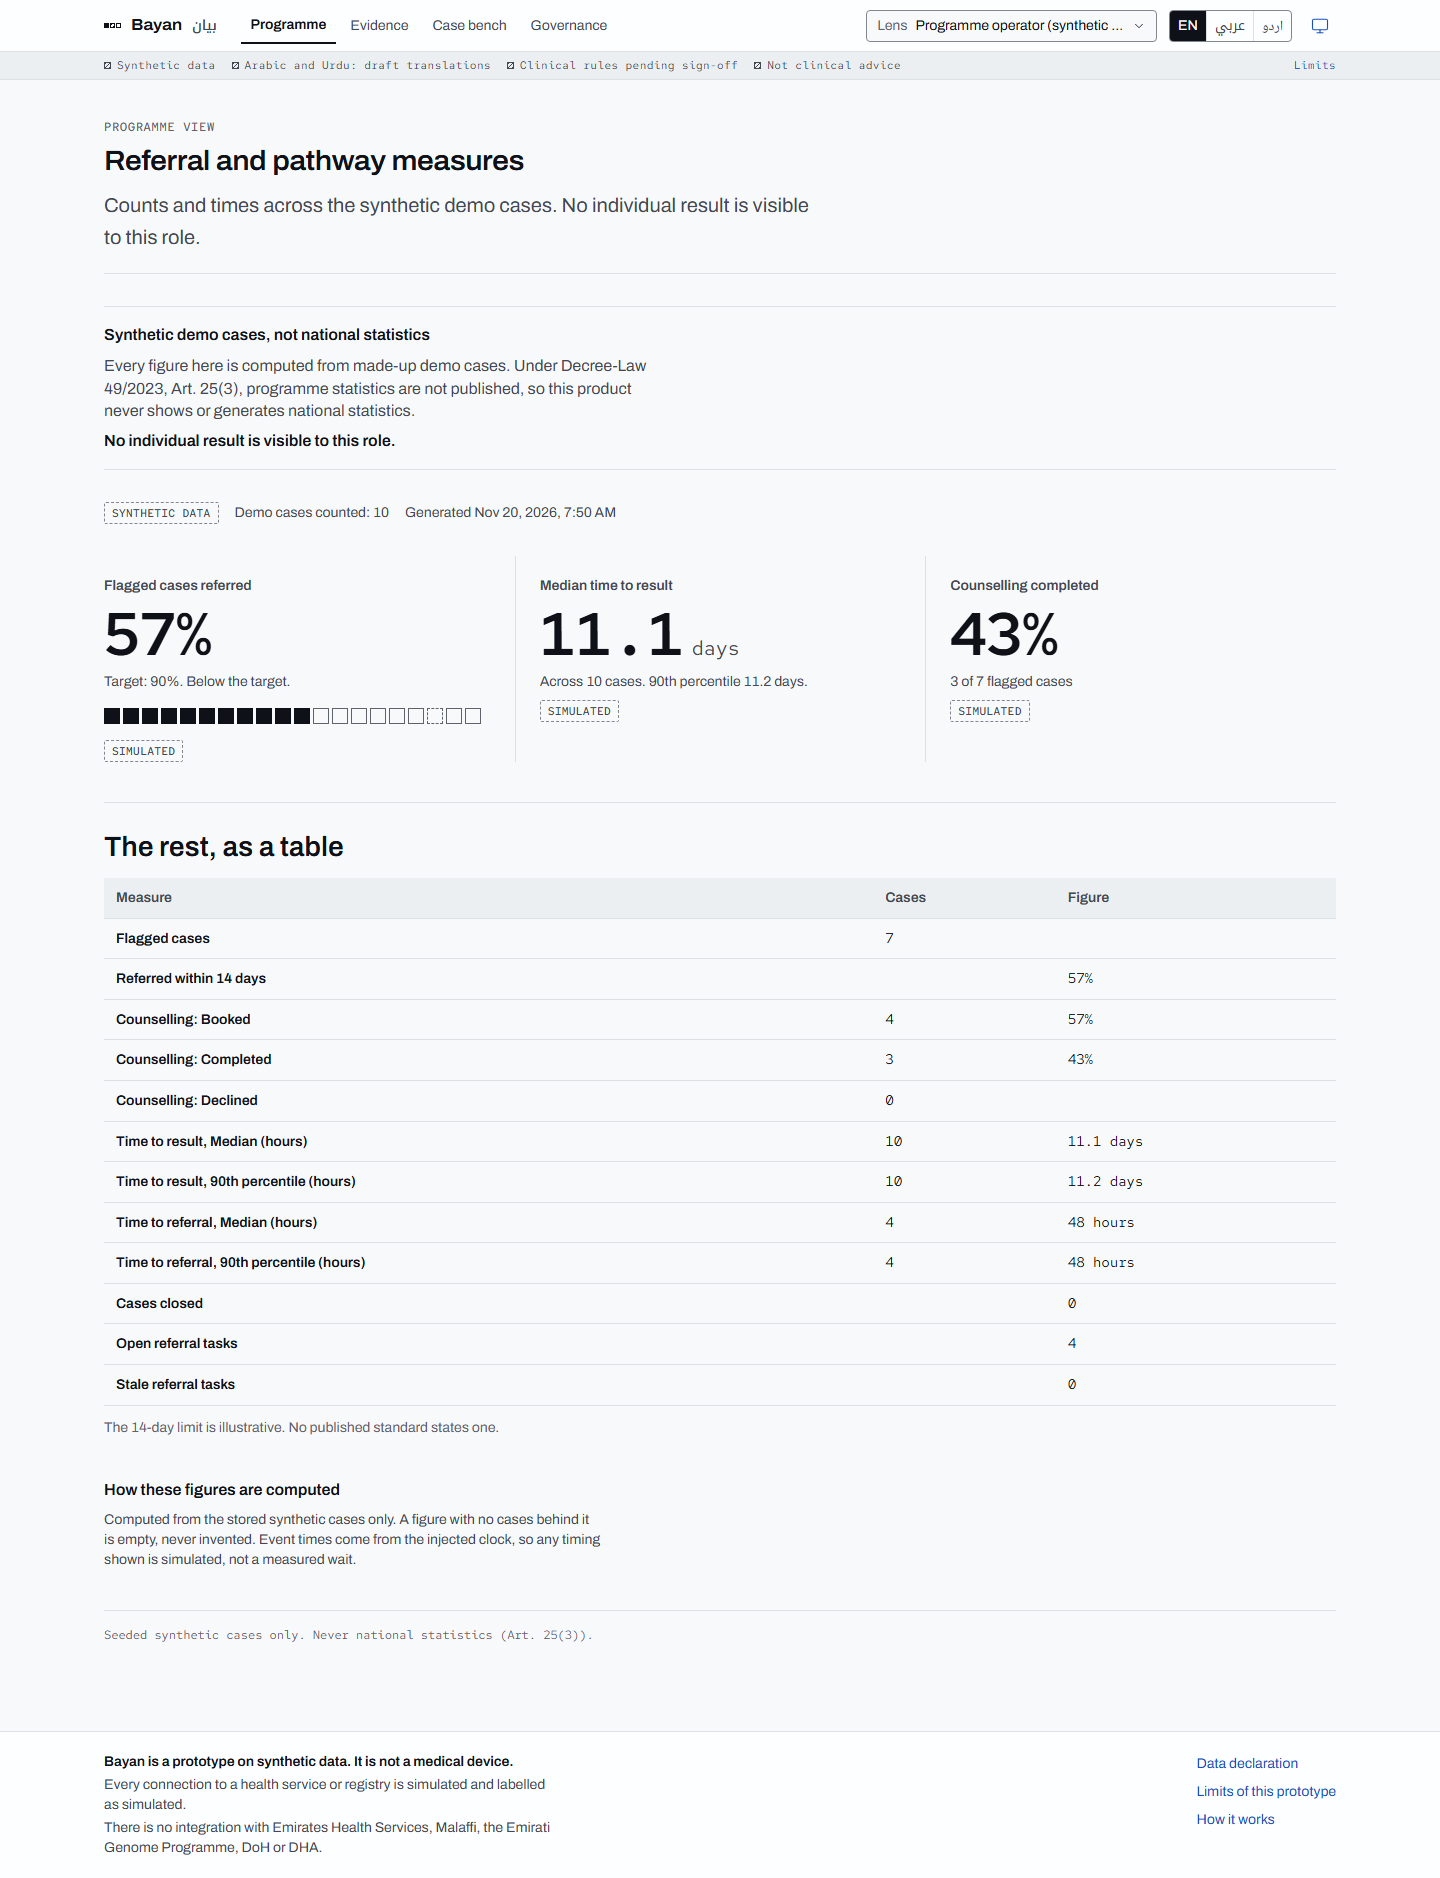 Bayan بيان Programme Evidence Case bench Governance Lens Programme operator (synthetic ... EN عربي اردو
Synthetic data Arabic and Urdu: draft translations Clinical rules pending sign-off Not clinical advice Limits
PROGRAMME VIEW
Referral and pathway measures
Counts and times across the synthetic demo cases. No individual result is visible
to this role.
Synthetic demo cases, not national statistics
Every figure here is computed from made-up demo cases. Under Decree-Law
49/2023, Art. 25(3), programme statistics are not published, so this product
never shows or generates national statistics.
No individual result is visible to this role.
SYNTHETIC DATA Demo cases counted: 10 Generated Nov 20, 2026, 7:50 AM
Flagged cases referred
57%
Target: 90%. Below the target.
SIMULATED
Median time to result
11.1 days
Across 10 cases. 90th percentile 11.2 days.
SIMULATED
Counselling completed
43%
3 of 7 flagged cases
SIMULATED
The rest, as a table
Measure Cases Figure
Flagged cases 7
Referred within 14 days 57%
Counselling: Booked 4 57%
Counselling: Completed 3 43%
Counselling: Declined 0
Time to result, Median (hours) 10 11.1 days
Time to result, 90th percentile (hours) 10 11.2 days
Time to referral, Median (hours) 4 48 hours
Time to referral, 90th percentile (hours) 4 48 hours
Cases closed 0
Open referral tasks 4
Stale referral tasks 0
The 14-day limit is illustrative. No published standard states one.
How these figures are computed
Computed from the stored synthetic cases only. A figure with no cases behind it
is empty, never invented. Event times come from the injected clock, so any timing
shown is simulated, not a measured wait.
Seeded synthetic cases only. Never national statistics (Art. 25(3)).
Bayan is a prototype on synthetic data. It is not a medical device.
Every connection to a health service or registry is simulated and labelled
as simulated.
There is no integration with Emirates Health Services, Malaffi, the Emirati
Genome Programme, DoH or DHA.
Data declaration
Limits of this prototype
How it works